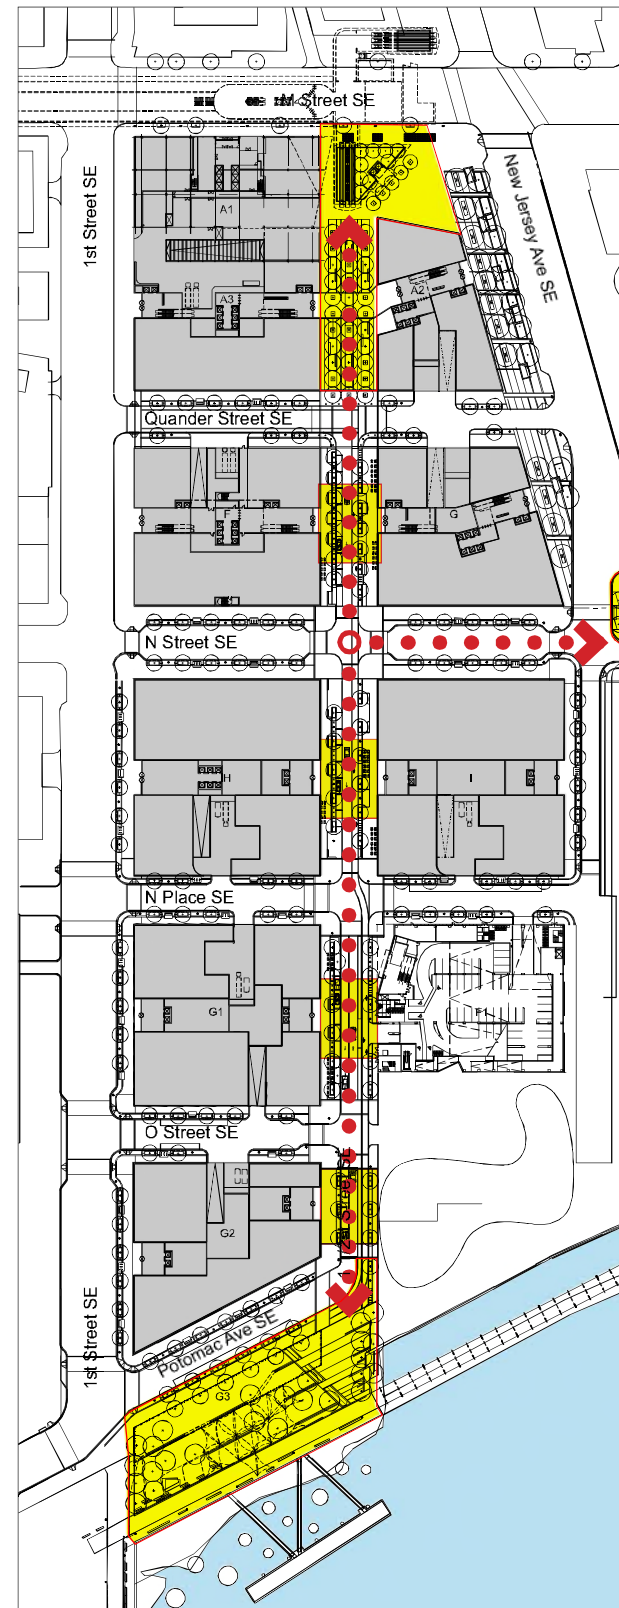 M Street SE
New Jersey Ave SE
1st Street SE
A1
A2
A3
Quander Street SE
F
G
N Street SE
H
I
N Place SE
G1
F1
O Street SE
G2
Potomac Ave SE
1st Street SE
G3